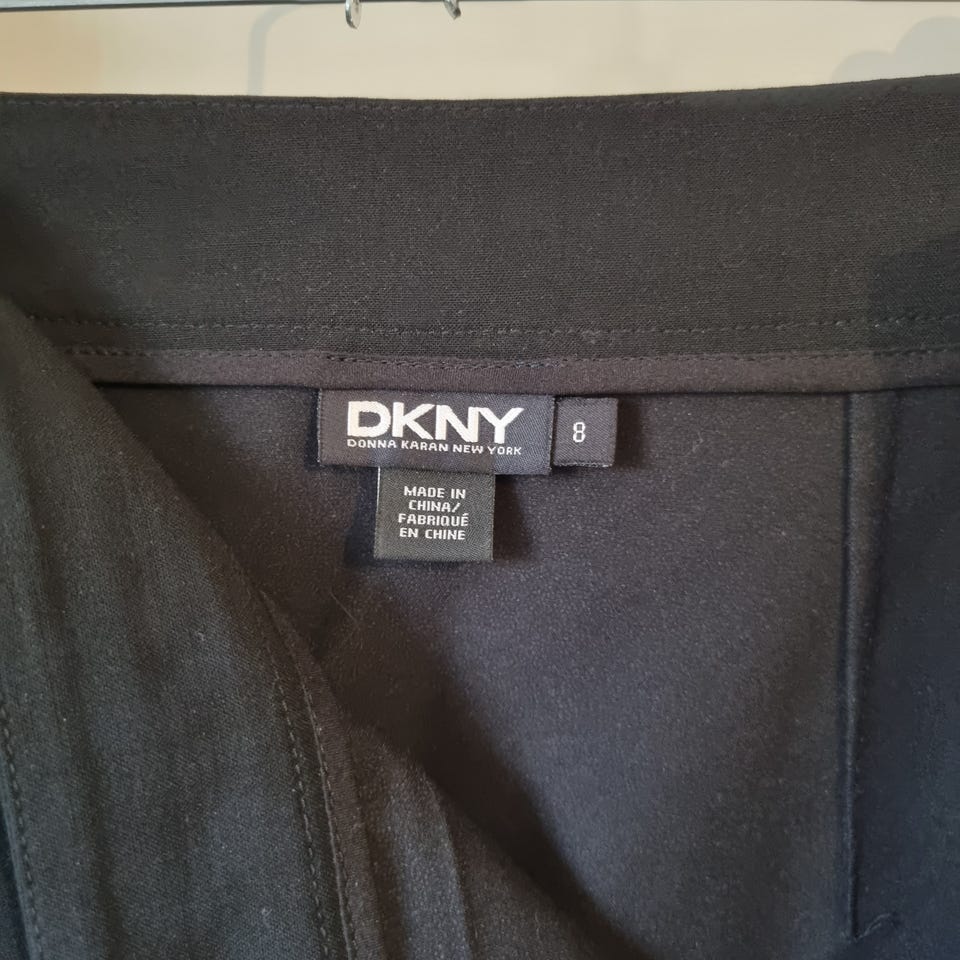 DKNY
DONNA KARAN NEW YORK
8
MADE IN
CHINA/
FABRIQUÉ
EN CHINE